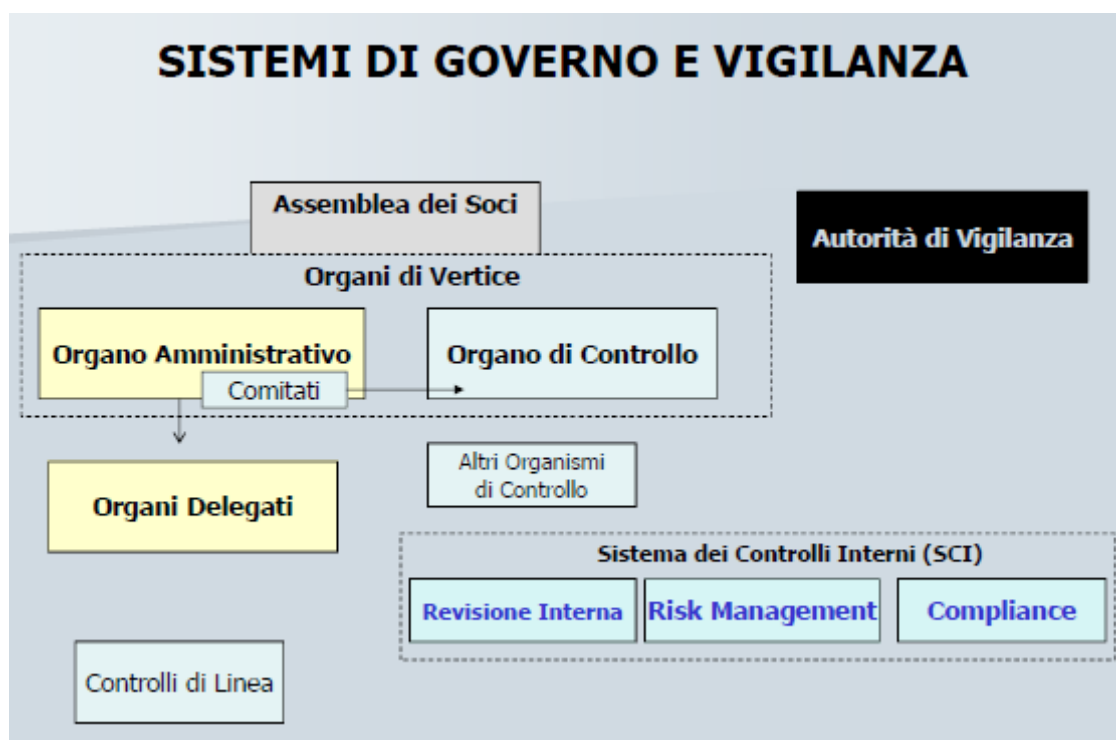 SISTEMI DI GOVERNO E VIGILANZA
Assemblea dei Soci
Autorità di Vigilanza
Organi di Vertice
Organo Amministrativo
Organo di Controllo
Comitati
Altri Organismi
di Controllo
Organi Delegati
Sistema dei Controlli Interni (SCI)
Revisione Interna
Risk Management
Compliance
Controlli di Linea